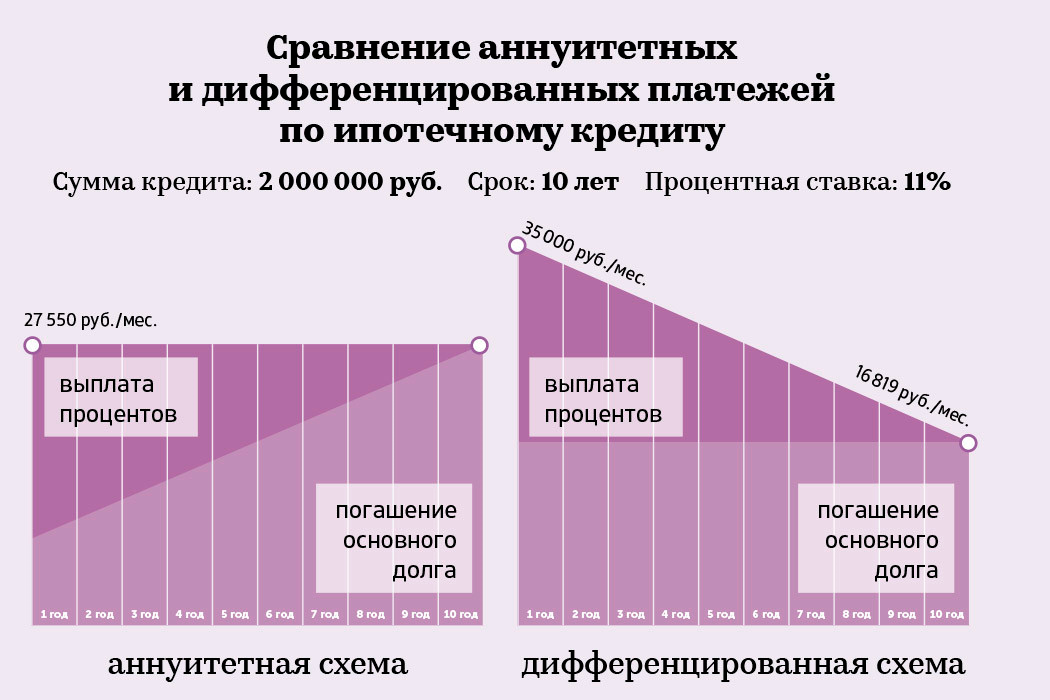 Сравнение аннуитетных
и дифференцированных платежей
по ипотечному кредиту
Сумма кредита: 2 000 000 руб. Срок: 10 лет Процентная ставка: 11%
27 550 руб./мес.
выплата
процентов
погашение
основного
долга
1 год 2 год 3 год 4 год 5 год 6 год 7 год 8 год 9 год 10 год
аннуитетная схема
35 000 руб./мес.
16 819 руб./мес.
выплата
процентов
погашение
основного
долга
1 год 2 год 3 год 4 год 5 год 6 год 7 год 8 год 9 год 10 год
дифференцированная схема